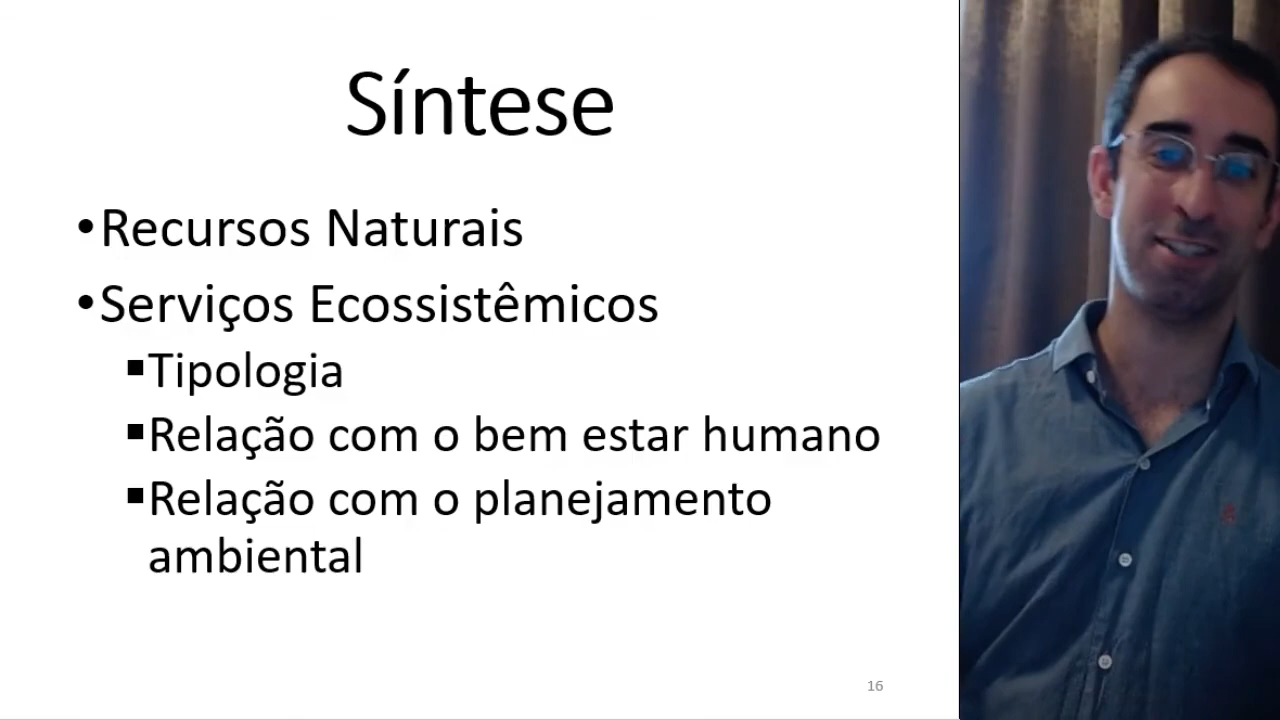 Síntese
•Recursos Naturais
•Serviços Ecossistêmicos
▪Tipologia
▪Relação com o bem estar humano
▪Relação com o planejamento
ambiental
16